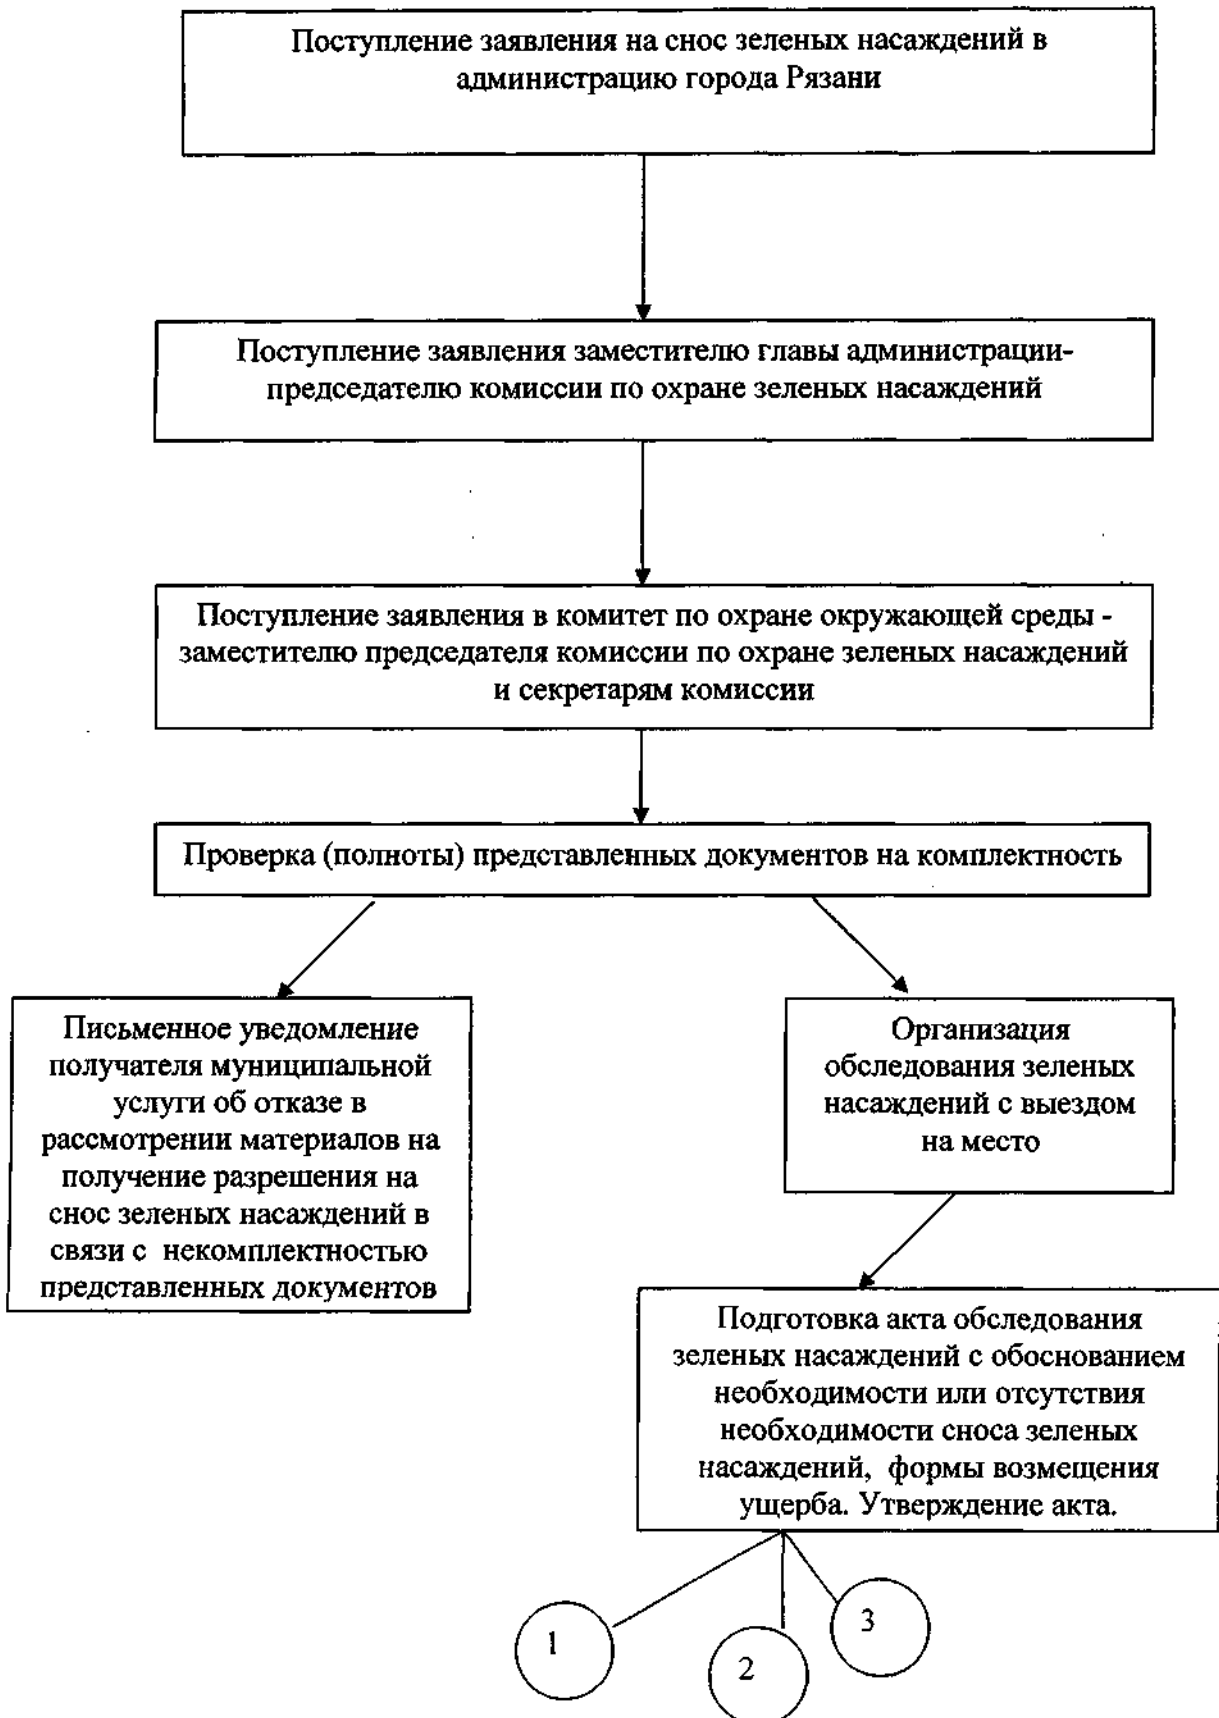 Поступление заявления на снос зеленых насаждений в
администрацию города Рязани
Поступление заявления заместителю главы администрации-
председателю комиссии по охране зеленых насаждений
Поступление заявления в комитет по охране окружающей среды -
заместителю председателя комиссии по охране зеленых насаждений
и секретарям комиссии
Проверка (полноты) представленных документов на комплектность
Письменное уведомление
получателя муниципальной
услуги об отказе в
рассмотрении материалов на
получение разрешения на
снос зеленых насаждений в
связи с некомплектностью
представленных документов
Организация
обследования зеленых
насаждений с выездом
на место
Подготовка акта обследования
зеленых насаждений с обоснованием
необходимости или отсутствия
необходимости сноса зеленых
насаждений, формы возмещения
ущерба. Утверждение акта.
1
2
3